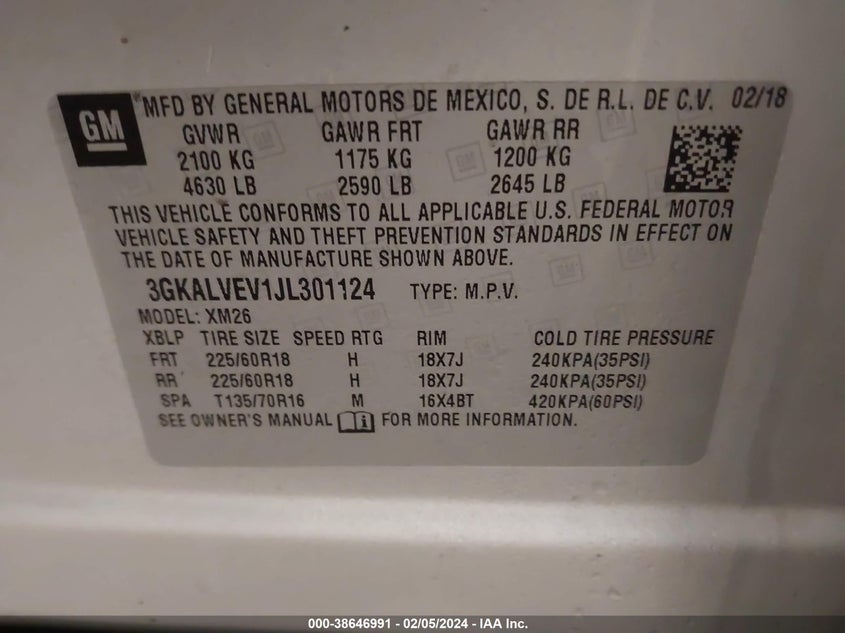 GM
MFD BY GENERAL MOTORS DE MEXICO, S. DE R.L. DE C.V. 02/18
GVWR GAWR FRT GAWR RR
2100 KG 1175 KG 1200 KG
4630 LB 2590 LB 2645 LB
THIS VEHICLE CONFORMS TO ALL APPLICABLE U.S. FEDERAL MOTOR
VEHICLE SAFETY AND THEFT PREVENTION STANDARDS IN EFFECT ON
THE DATE OF MANUFACTURE SHOWN ABOVE.
3GKALVEV1JL301124 TYPE: M.P.V.
MODEL: XM26
XBLP TIRE SIZE SPEED RTG RIM COLD TIRE PRESSURE
FRT 225/60R18 H 18X7J 240KPA(35PSI)
RR 225/60R18 H 18X7J 240KPA(35PSI)
SPA T135/70R16 M 16X4BT 420KPA(60PSI)
SEE OWNER'S MANUAL FOR MORE INFORMATION.
000-38646991 - 02/05/2024 - IAA Inc.